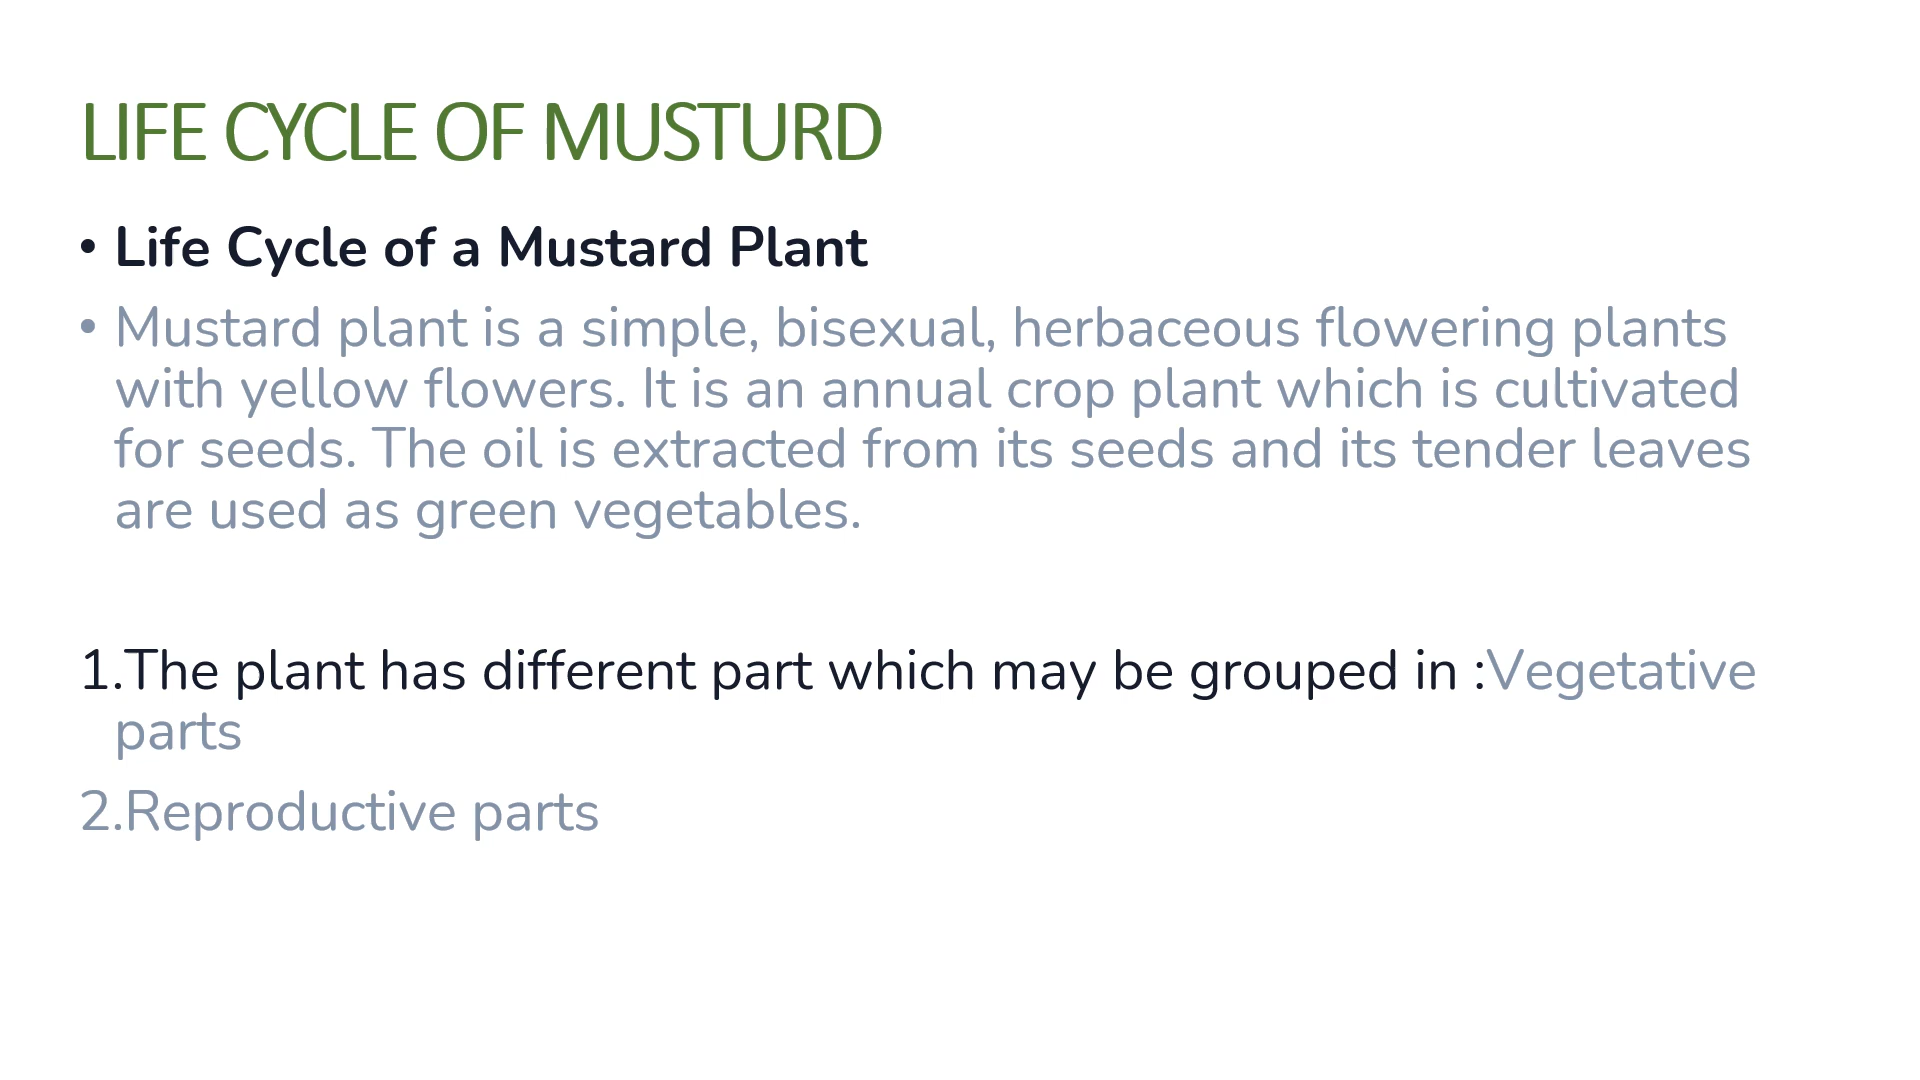 LIFE CYCLE OF MUSTURD
• Life Cycle of a Mustard Plant
• Mustard plant is a simple, bisexual, herbaceous flowering plants
with yellow flowers. It is an annual crop plant which is cultivated
for seeds. The oil is extracted from its seeds and its tender leaves
are used as green vegetables.
1.The plant has different part which may be grouped in :Vegetative
parts
2.Reproductive parts